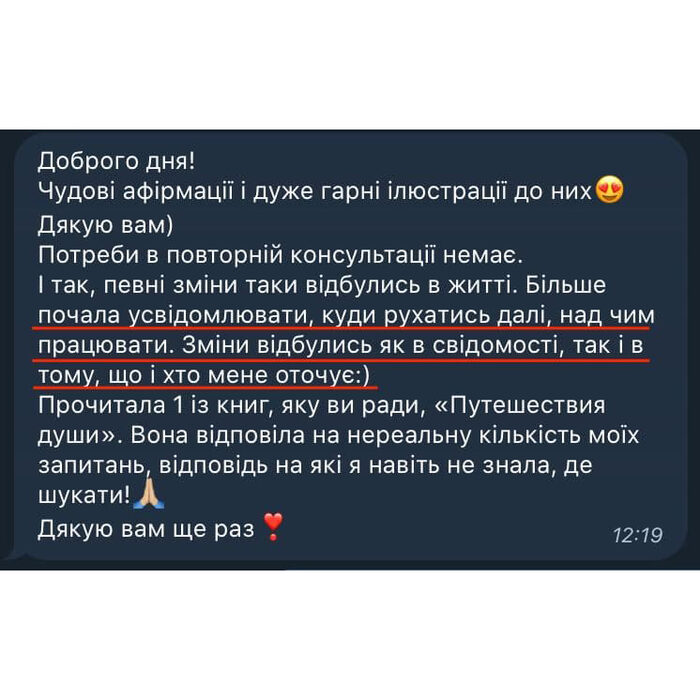 Доброго дня!
Чудові афірмації і дуже гарні ілюстрації до них😍
Дякую вам)
Потреби в повторній консультації немає.
І так, певні зміни таки відбулись в житті. Більше
почала усвідомлювати, куди рухатись далі, над чим
працювати. Зміни відбулись як в свідомості, так і в
тому, що і хто мене оточує:)
Прочитала 1 із книг, яку ви ради, «Путешествия
души». Вона відповіла на нереальну кількість моїх
запитань, відповідь на які я навіть не знала, де
шукати!🙏🏼
Дякую вам ще раз❣️
12:19